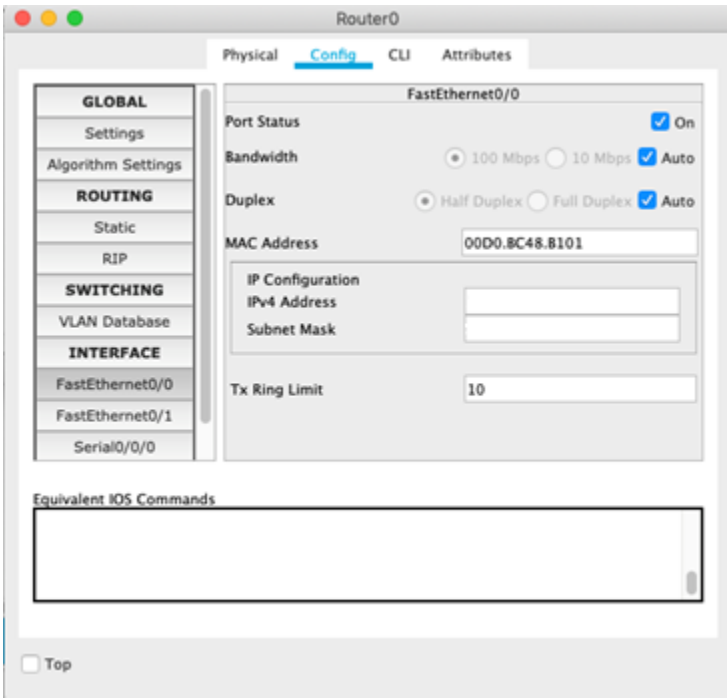 Router0
Physical Config CLI Attributes
GLOBAL
Settings
Algorithm Settings
ROUTING
Static
RIP
SWITCHING
VLAN Database
INTERFACE
FastEthernet0/0
FastEthernet0/1
Serial0/0/0
FastEthernet0/0
Port Status On
Bandwidth 100 Mbps 10 Mbps Auto
Duplex Half Duplex Full Duplex Auto
MAC Address 00D0.BC48.B101
IP Configuration
IPv4 Address
Subnet Mask
Tx Ring Limit 10
Equivalent IOS Commands
Top